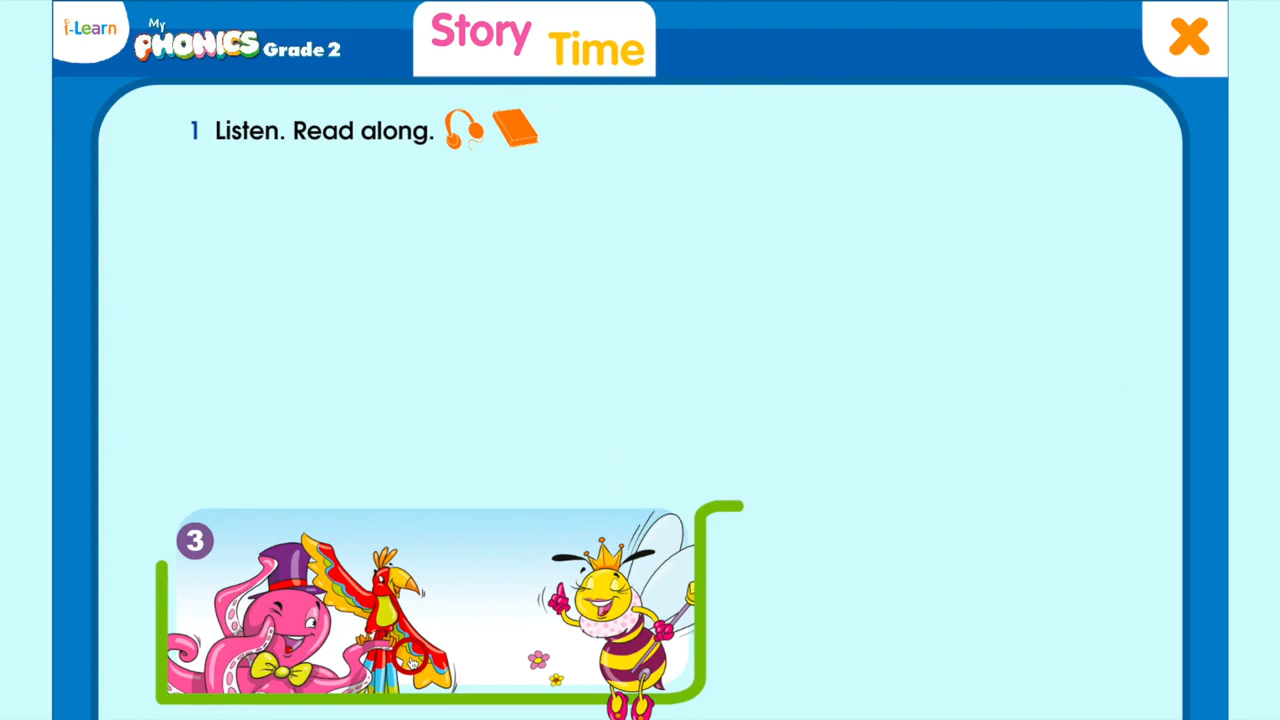 i-Learn
My
PHONICS Grade 2
Story Time
1 Listen. Read along.
3